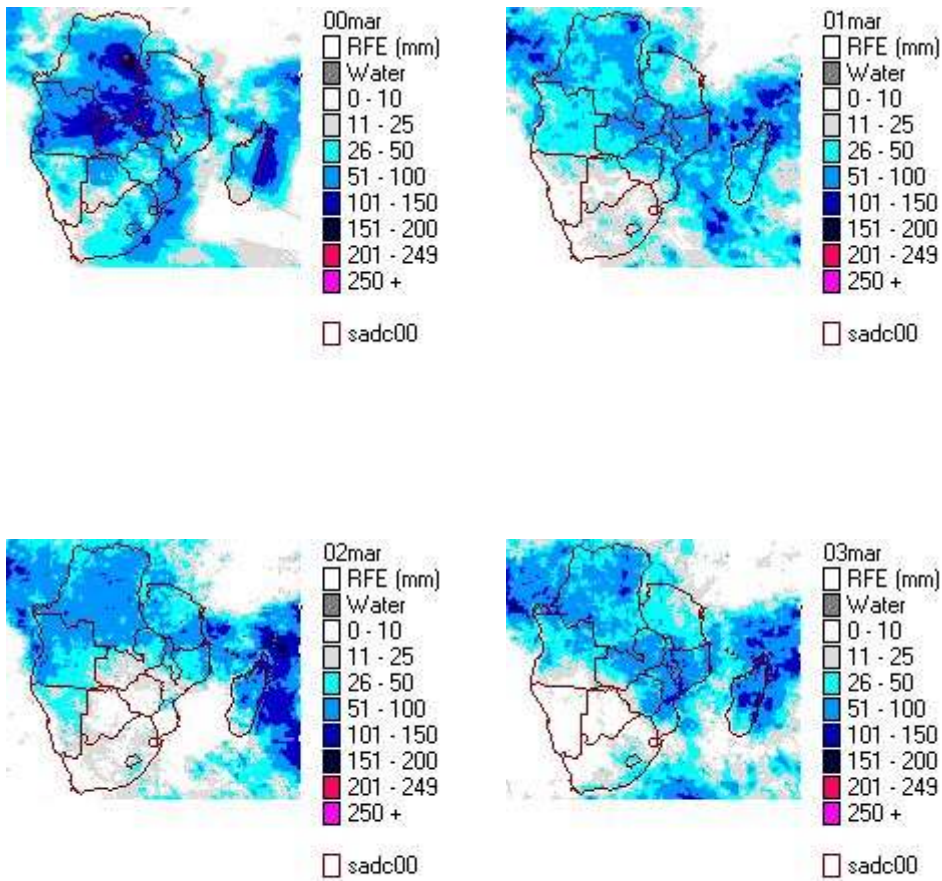 00mar
RFE (mm)
Water
0 - 10
11 - 25
26 - 50
51 - 100
101 - 150
151 - 200
201 - 249
250 +
sadc00
01mar
RFE (mm)
Water
0 - 10
11 - 25
26 - 50
51 - 100
101 - 150
151 - 200
201 - 249
250 +
sadc00
02mar
RFE (mm)
Water
0 - 10
11 - 25
26 - 50
51 - 100
101 - 150
151 - 200
201 - 249
250 +
sadc00
03mar
RFE (mm)
Water
0 - 10
11 - 25
26 - 50
51 - 100
101 - 150
151 - 200
201 - 249
250 +
sadc00